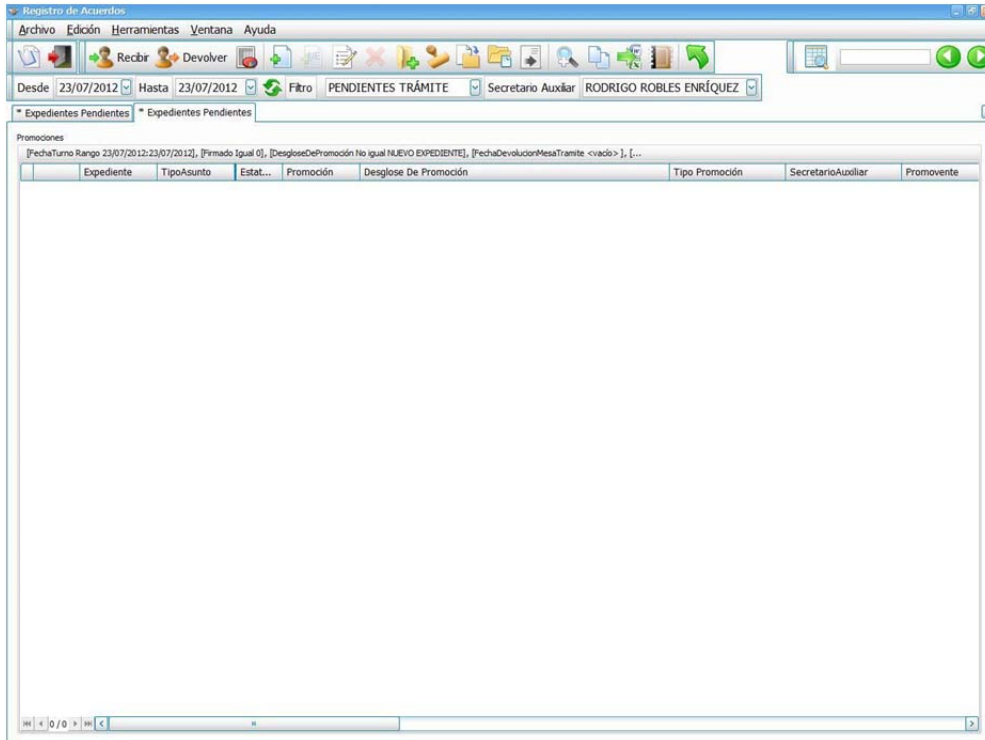 Registro de Acuerdos
Archivo Edición Herramientas Ventana Ayuda
Recibir Devolver
Desde 23/07/2012 Hasta 23/07/2012 Filtro PENDIENTES TRÁMITE Secretario Auxiliar RODRIGO ROBLES ENRÍQUEZ
* Expedientes Pendientes * Expedientes Pendientes
Promociones
[FechaTurno Rango 23/07/2012:23/07/2012], [Firmado Igual 0], [DesgloseDePromoción No igual NUEVO EXPEDIENTE], [FechaDevolucionMesaTramite <vacío> ], [...
Expediente TipoAsunto Estat... Promoción Desglose De Promoción Tipo Promoción SecretarioAuxiliar Promovente
0 / 0